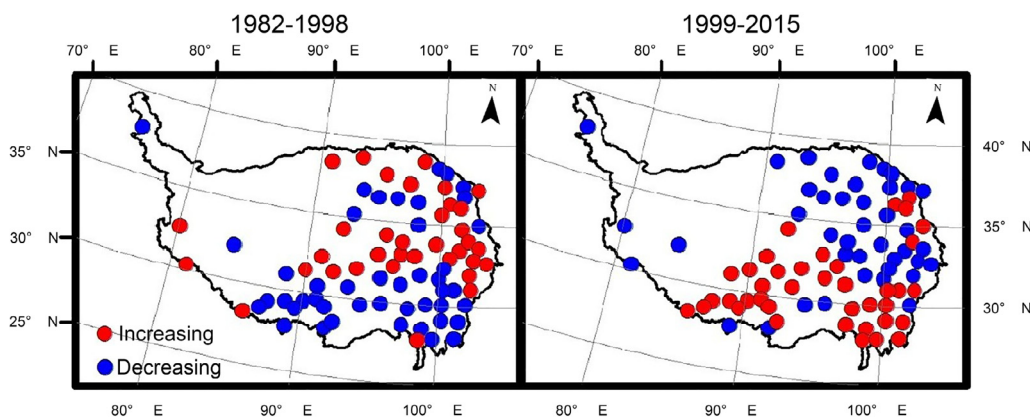 1982-1998 1999-2015
70° E 80° E 90° E 100° E 70° E 80° E 90° E 100° E
N N
35° N 40° N
30° N 35° N
25° N 30° N
Increasing
Decreasing
80° E 90° E 100° E 80° E 90° E 100° E